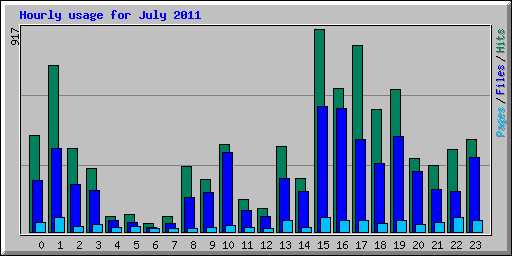 Hourly usage for July 2011
917
Pages/Files/Hits
0 1 2 3 4 5 6 7 8 9 10 11 12 13 14 15 16 17 18 19 20 21 22 23